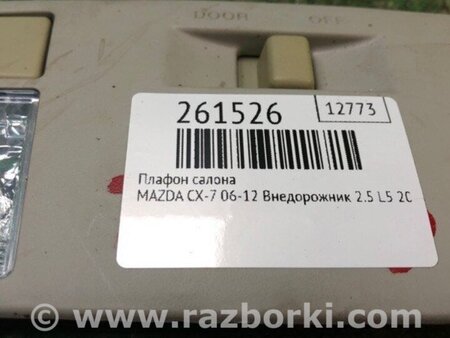 DOOR OFF
261526
12773
Плафон салона
MAZDA CX-7 06-12 Внедорожник 2.5 L5 2C
© www.razborki.com